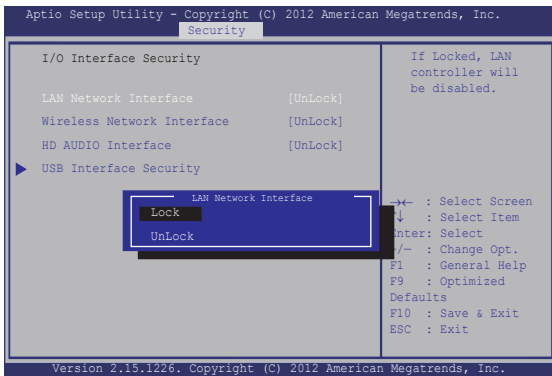 Aptio Setup Utility - Copyright (C) 2012 American Megatrends, Inc.
Security
I/O Interface Security
LAN Network Interface [UnLock]
Wireless Network Interface [UnLock]
HD AUDIO Interface [UnLock]
USB Interface Security
LAN Network Interface
Lock
UnLock
If Locked, LAN
controller will
be disabled.
→← : Select Screen
↓ : Select Item
nter: Select
/− : Change Opt.
F1 : General Help
F9 : Optimized
Defaults
F10 : Save & Exit
ESC : Exit
Version 2.15.1226. Copyright (C) 2012 American Megatrends, Inc.